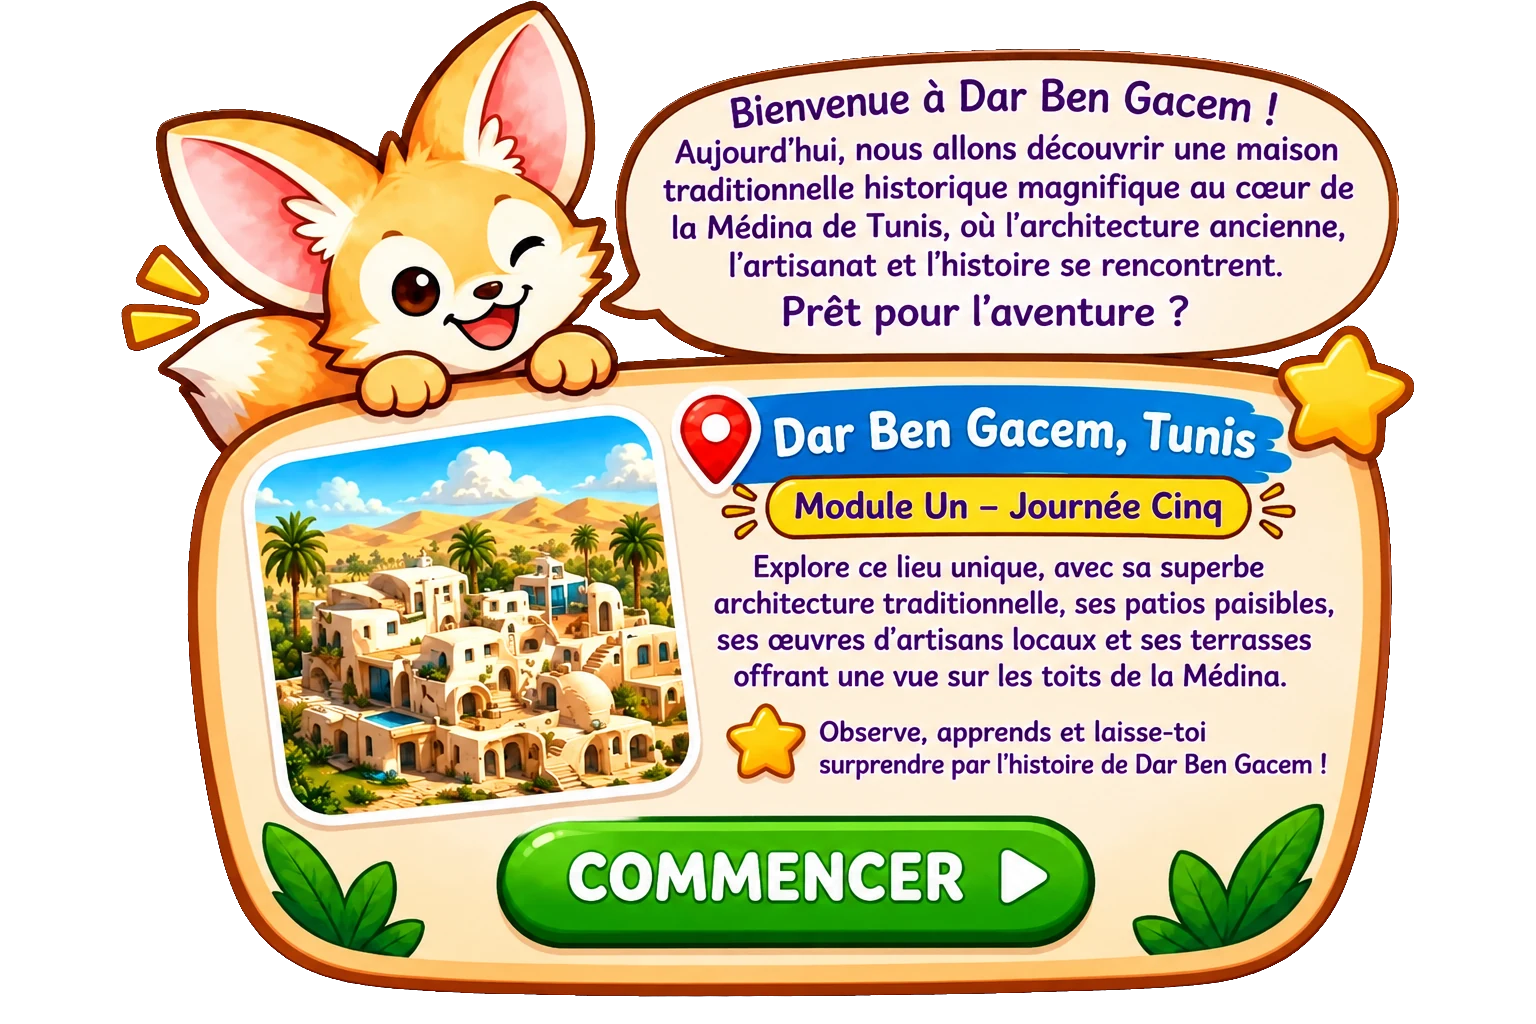 Bienvenue à Dar Ben Gacem !
Aujourd'hui, nous allons découvrir une maison
traditionnelle historique magnifique au cœur de
la Médina de Tunis, où l'architecture ancienne,
l'artisanat et l'histoire se rencontrent.
Prêt pour l'aventure ?
Dar Ben Gacem, Tunis
Module Un – Journée Cinq
Explore ce lieu unique, avec sa superbe
architecture traditionnelle, ses patios paisibles,
ses œuvres d'artisans locaux et ses terrasses
offrant une vue sur les toits de la Médina.
Observe, apprends et laisse-toi
surprendre par l'histoire de Dar Ben Gacem !
COMMENCER